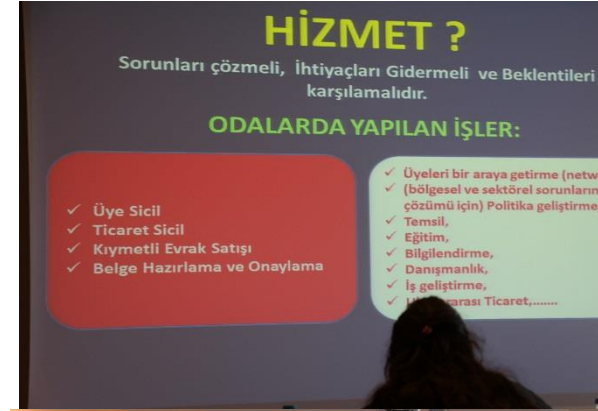 HİZMET ?
Sorunları çözmeli, İhtiyaçları Gidermeli ve Beklentileri
karşılamalıdır.
ODALARDA YAPILAN İŞLER:
✓ Üye Sicil
✓ Ticaret Sicil
✓ Kıymetli Evrak Satışı
✓ Belge Hazırlama ve Onaylama
✓ Üyeleri bir araya getirme
✓ (bölgesel ve sektörel
çözümü için) Politika
✓ Temsil,
✓ Eğitim,
✓ Bilgilendirme,
✓ Danışmanlık,
✓ İş geliştirme,
✓ Ticaret,.......